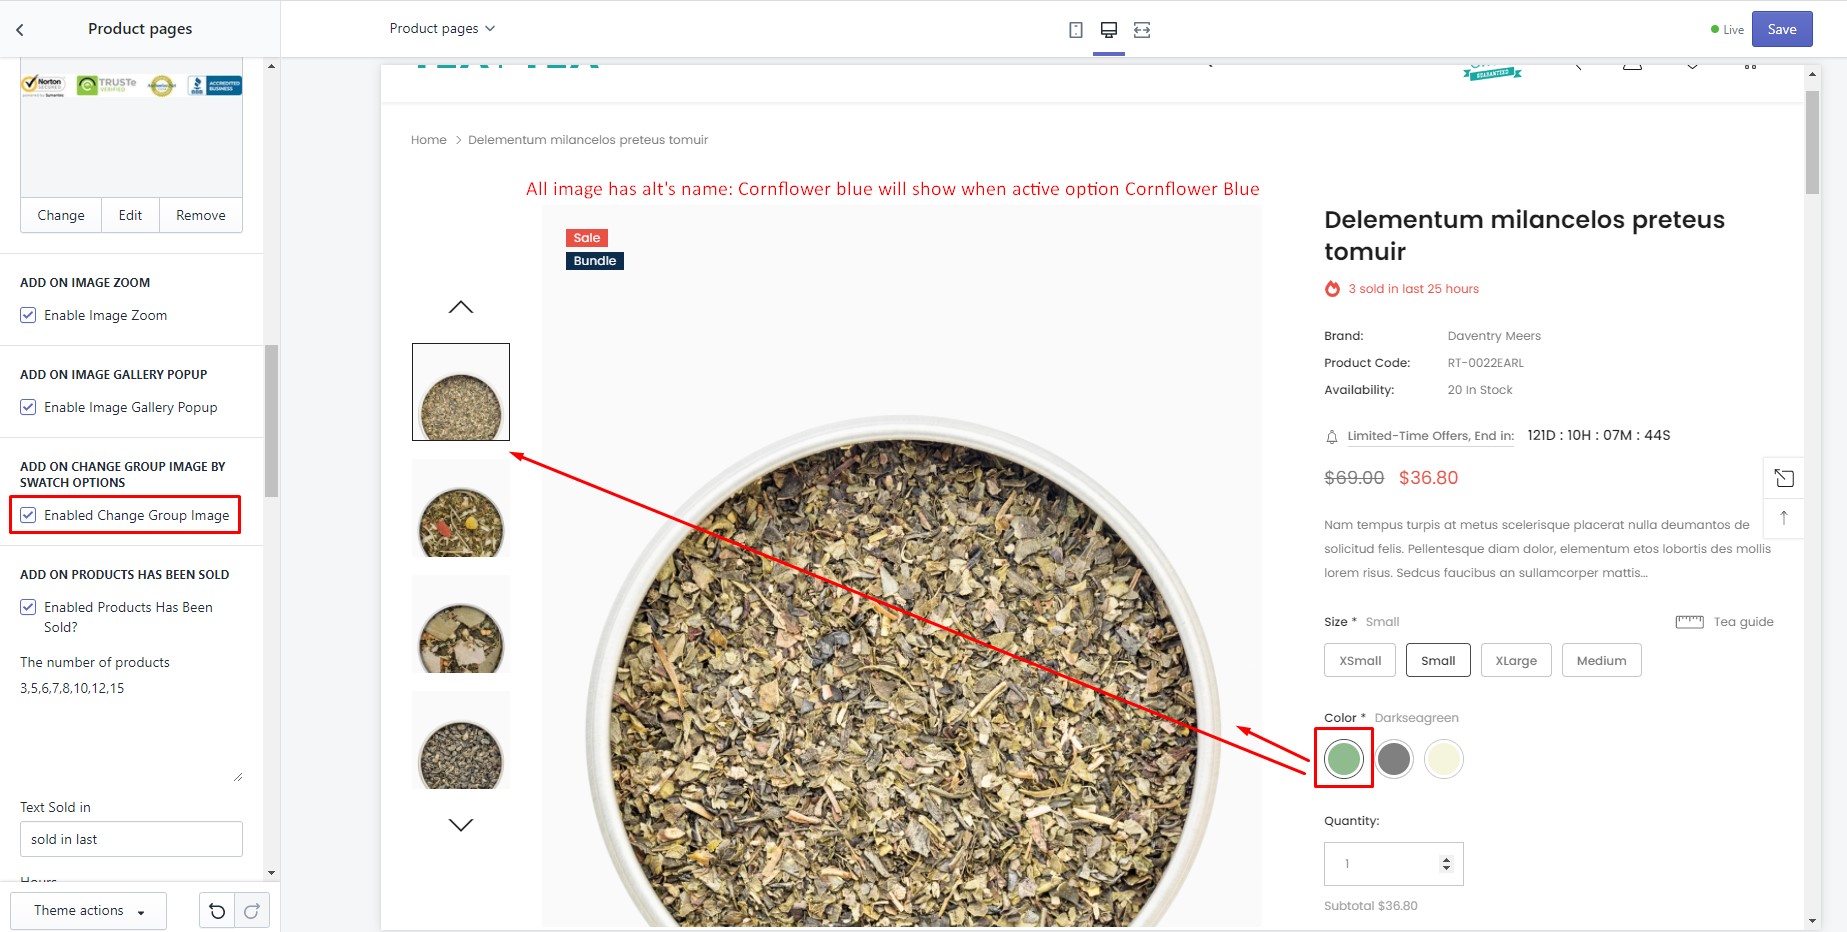 Product pages
Product pages
Live
Save
Norton
SECURED
TRUSTe
VERIFIED
BBB
ACCREDITED
BUSINESS
Change
Edit
Remove
ADD ON IMAGE ZOOM
Enable Image Zoom
ADD ON IMAGE GALLERY POPUP
Enable Image Gallery Popup
ADD ON CHANGE GROUP IMAGE BY
SWATCH OPTIONS
Enabled Change Group Image
ADD ON PRODUCTS HAS BEEN SOLD
Enabled Products Has Been
Sold?
The number of products
3,5,6,7,8,10,12,15
Text Sold in
sold in last
Hours
Theme actions
GUARANTEED
Home
Delementum milancelos preteus tomuir
All image has alt's name: Cornflower blue will show when active option Cornflower Blue
Sale
Bundle
Delementum milancelos preteus
tomuir
3 sold in last 25 hours
Brand: Daventry Meers
Product Code: RT-0022EARL
Availability: 20 In Stock
Limited-Time Offers, End in: 121D : 10H : 07M : 44S
$69.00 $36.80
Nam tempus turpis at metus scelerisque placerat nulla deumantos de
solicitud felis. Pellentesque diam dolor, elementum etos lobortis des mollis
lorem risus. Sedcus faucibus an sullamcorper mattis...
Size * Small
Tea guide
XSmall
Small
XLarge
Medium
Color * Darkseagreen
Quantity:
1
Subtotal $36.80